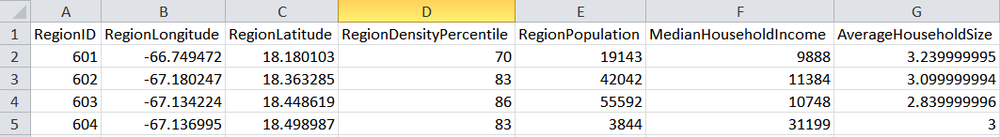 A B C D E F G
1 RegionID RegionLongitude RegionLatitude RegionDensityPercentile RegionPopulation MedianHouseholdIncome AverageHouseholdSize
2 601 -66.749472 18.180103 70 19143 9888 3.239999995
3 602 -67.180247 18.363285 83 42042 11384 3.099999994
4 603 -67.134224 18.448619 86 55592 10748 2.839999996
5 604 -67.136995 18.498987 83 3844 31199 3